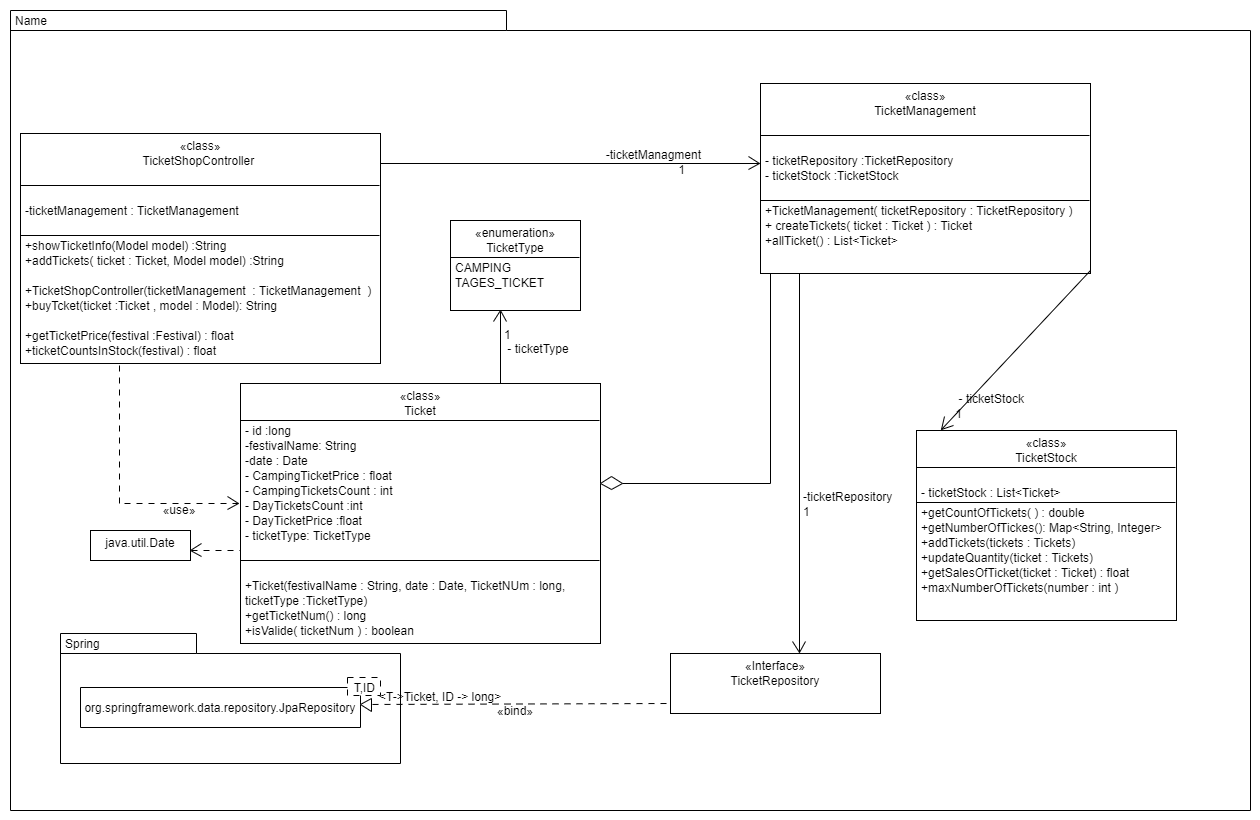 Name
«class»
TicketManagement
- ticketRepository :TicketRepository
- ticketStock :TicketStock
+TicketManagement( ticketRepository : TicketRepository )
+ createTickets( ticket : Ticket ) : Ticket
+allTicket() : List<Ticket>
«class»
TicketShopController
-ticketManagement : TicketManagement
+showTicketInfo(Model model) :String
+addTickets( ticket : Ticket, Model model) :String
+TicketShopController(ticketManagement : TicketManagement )
+buyTcket(ticket :Ticket , model : Model): String
+getTicketPrice(festival :Festival) : float
+ticketCountsInStock(festival) : float
-ticketManagment
1
«enumeration»
TicketType
CAMPING
TAGES_TICKET
1
- ticketType
«class»
Ticket
- id :long
-festivalName: String
-date : Date
- CampingTicketPrice : float
- CampingTicketsCount : int
- DayTicketsCount :int
- DayTicketPrice :float
- ticketType: TicketType
+Ticket(festivalName : String, date : Date, TicketNUm : long,
ticketType :TicketType)
+getTicketNum() : long
+isValide( ticketNum ) : boolean
«use»
java.util.Date
- ticketStock
1
«class»
TicketStock
- ticketStock : List<Ticket>
+getCountOfTickets( ) : double
+getNumberOfTickes(): Map<String, Integer>
+addTickets(tickets : Tickets)
+updateQuantity(ticket : Tickets)
+getSalesOfTicket(ticket : Ticket) : float
+maxNumberOfTickets(number : int )
-ticketRepository
1
«Interface»
TicketRepository
Spring
T,ID
org.springframework.data.repository.JpaRepository
<T->Ticket, ID -> long>
«bind»